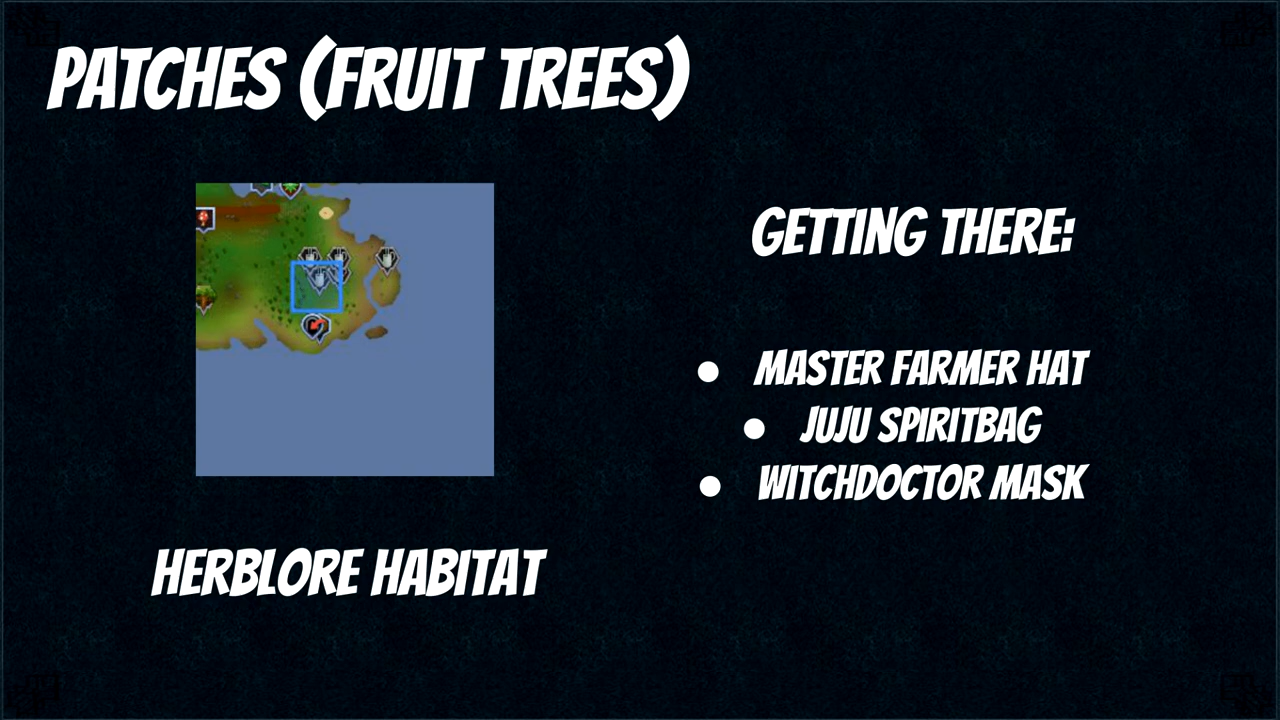 PATCHES (FRUIT TREES)
GETTING THERE:
● MASTER FARMER HAT
● JUJU SPIRITBAG
● WITCHDOCTOR MASK
HERBLORE HABITAT